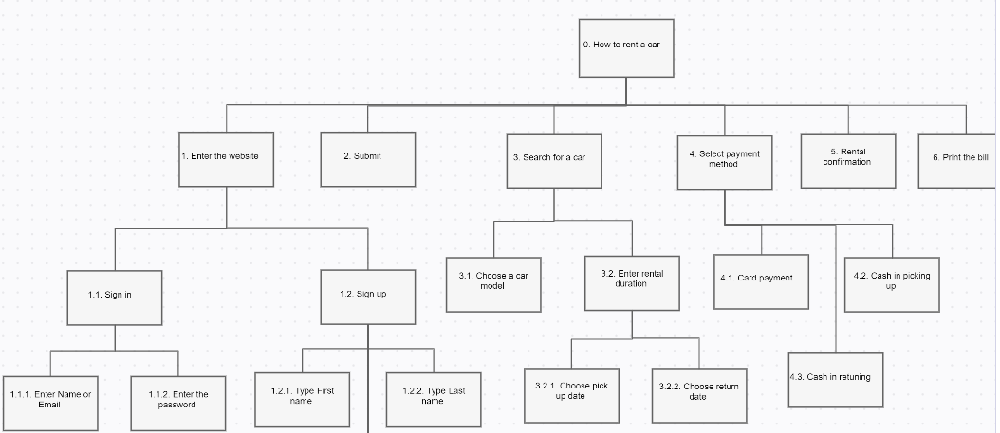 0. How to rent a car
1. Enter the website
2. Submit
3. Search for a car
4. Select payment
method
5. Rental
confirmation
6. Print the bill
1.1. Sign in
1.2. Sign up
3.1. Choose a car
model
3.2. Enter rental
duration
4.1. Card payment
4.2. Cash in picking
up
1.1.1. Enter Name or
Email
1.1.2. Enter the
password
1.2.1. Type First
name
1.2.2. Type Last
name
3.2.1. Choose pick
up date
3.2.2. Choose return
date
4.3. Cash in retuning